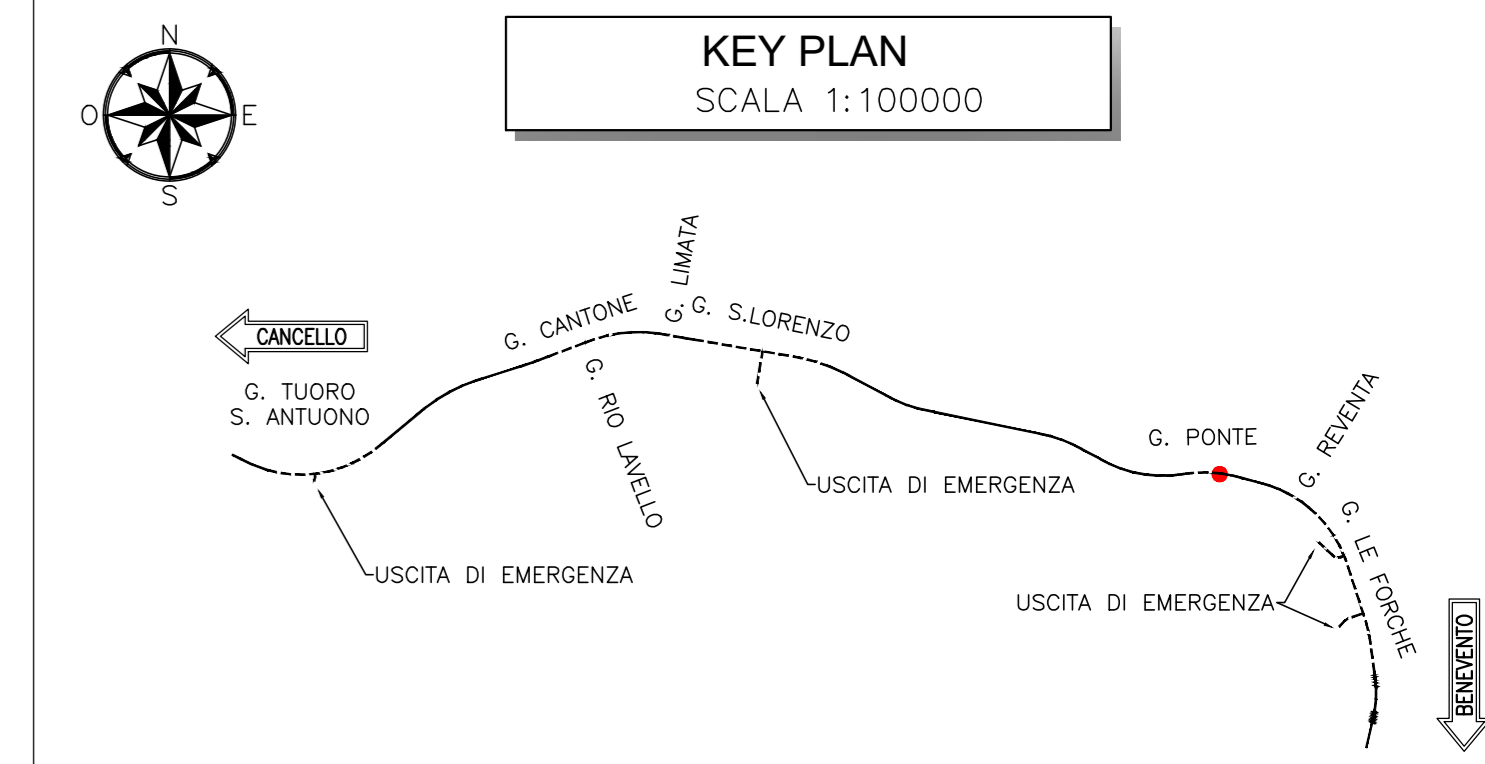 N
O
E
S
KEY PLAN
SCALA 1:100000
CANCELLO
G. TUORO
S. ANTUONO
G. CANTONE
G. RIO LAVELLO
G. LIMATA
G. S.LORENZO
G. PONTE
G. REVENTA
G. LE FORCHE
USCITA DI EMERGENZA
USCITA DI EMERGENZA
USCITA DI EMERGENZA
BENEVENTO